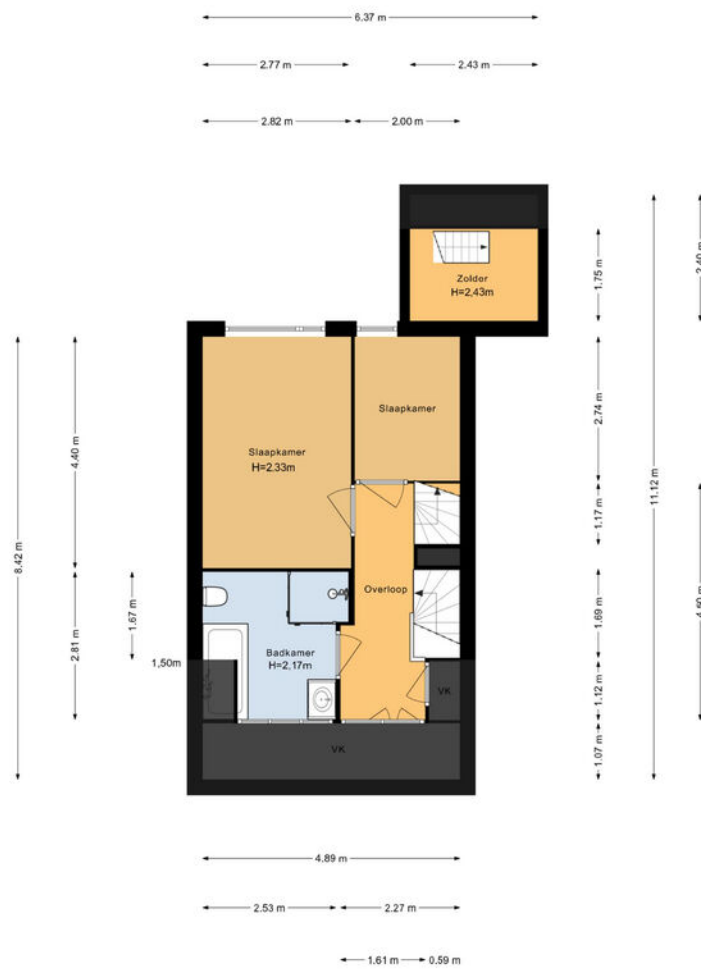 6.37 m
2.77 m
2.43 m
2.82 m
2.00 m
Zolder
H=2,43m
1.75 m
2.40 m
Slaapkamer
H=2.33m
Slaapkamer
4.40 m
2.74 m
8.42 m
11.12 m
1.17 m
Overloop
1.67 m
2.81 m
1.69 m
4.60 m
Badkamer
H=2,17m
1,50m
VK
1.12 m
VK
1.07 m
4.89 m
2.53 m
2.27 m
1.61 m
0.59 m